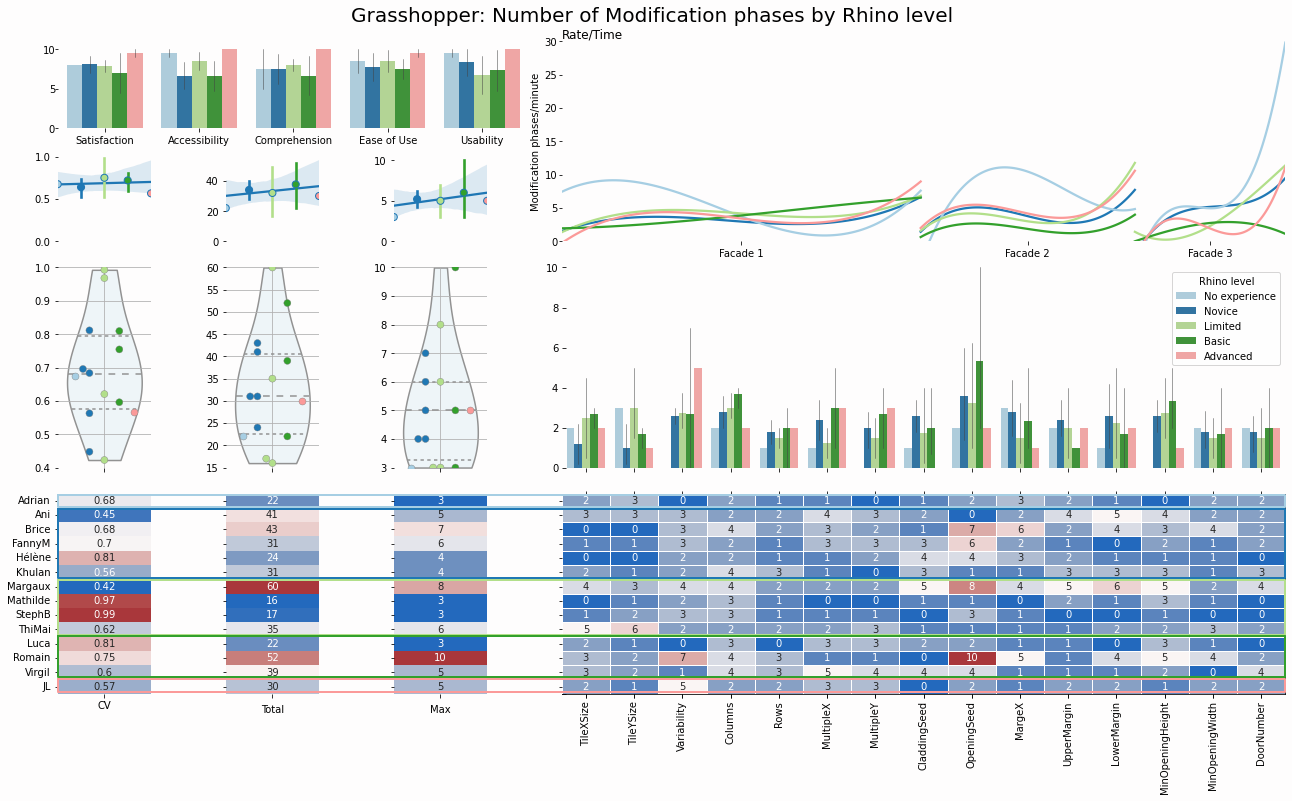 Grasshopper: Number of Modification phases by Rhino level
10
5
0
Satisfaction Accessibility Comprehension Ease of Use Usability
Rate/Time
Modification phases/minute
30
25
20
15
10
5
0
Facade 1 Facade 2 Facade 3
1.0
0.5
0.0
40
20
0
10
5
0
1.0
0.9
0.8
0.7
0.6
0.5
0.4
60
55
50
45
40
35
30
25
20
15
10
9
8
7
6
5
4
3
10
8
6
4
2
0
Rhino level
No experience
Novice
Limited
Basic
Advanced
Adrian 0.68 22 3 2 3 0 2 1 1 0 1 2 3 2 1 0 2 2
Ani 0.45 41 5 3 3 3 2 2 4 3 2 0 2 4 5 4 2 2
Brice 0.68 43 7 0 0 3 4 2 3 2 1 7 6 2 4 3 4 2
FannyM 0.7 31 6 1 1 3 2 1 3 3 3 6 2 1 0 2 2 2
Hélène 0.81 24 4 0 0 2 2 1 1 2 4 4 3 2 1 1 1 0
Khulan 0.56 31 4 2 1 2 4 3 1 0 3 1 1 3 3 3 1 3
Margaux 0.42 60 8 4 3 4 4 2 2 2 5 8 4 5 6 5 2 4
Mathilde 0.97 16 3 0 1 2 3 1 0 0 1 1 0 2 1 3 1 0
StephB 0.99 17 3 1 2 3 3 1 1 1 0 3 1 0 0 1 0 0
ThiMai 0.62 35 6 5 6 2 2 2 2 3 1 1 1 1 2 2 3 2
Luca 0.81 22 3 3 2 0 3 0 3 3 2 2 1 1 0 3 1 0
Romain 0.75 52 10 3 2 7 4 3 1 1 0 10 5 1 4 5 4 2
Virgil 0.6 39 5 2 1 4 3 5 4 4 4 1 1 1 2 0 4
JL 0.57 30 5 2 1 5 2 2 3 3 0 2 1 2 2 1 2 2
CV Total Max
TileXSize
TileYSize
Variability
Columns
Rows
MultipleX
MultipleY
CladdingSeed
OpeningSeed
MargeX
UpperMargin
LowerMargin
MinOpeningHeight
MinOpeningWidth
DoorNumber